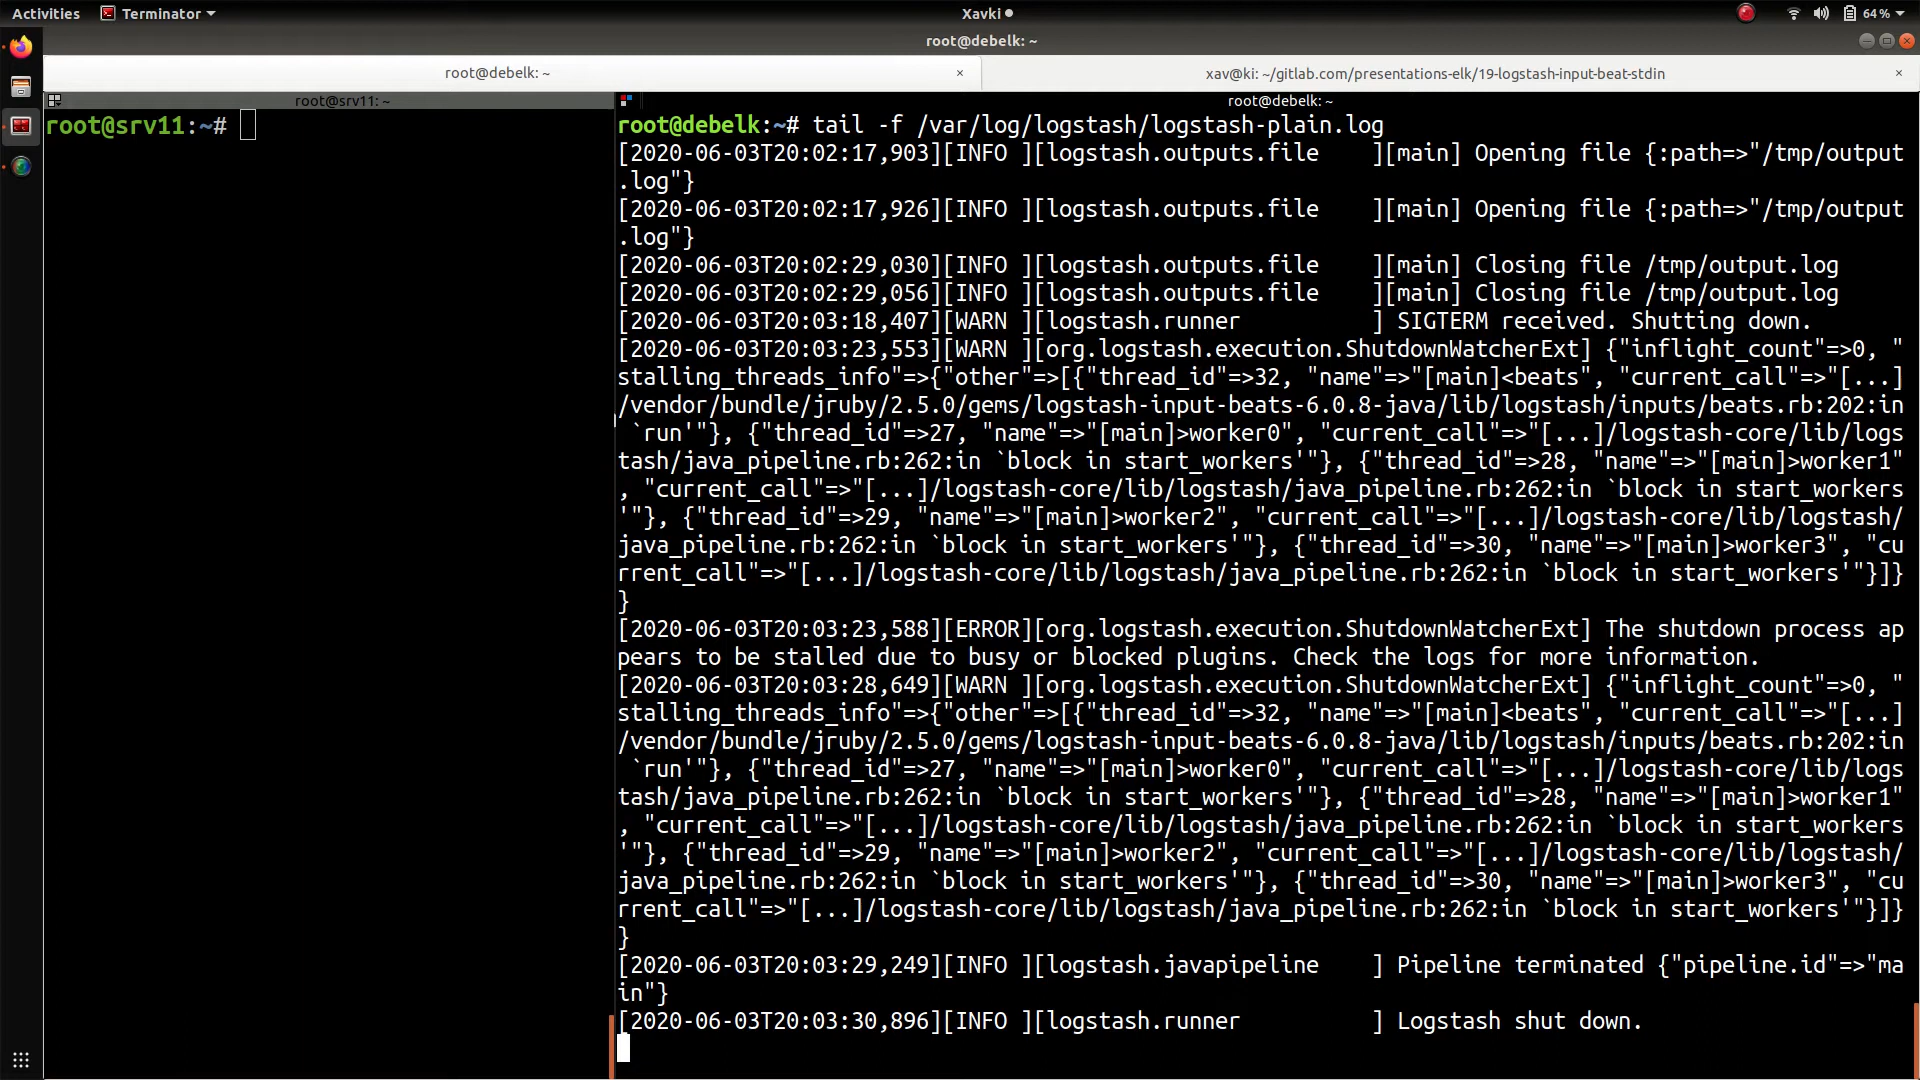 Activities Terminator Xavki 64 %
root@debelk: ~
root@debelk: ~ × xav@ki: ~/gitlab.com/presentations-elk/19-logstash-input-beat-stdin ×
root@srv11: ~
root@srv11:~#
root@debelk: ~
root@debelk:~# tail -f /var/log/logstash/logstash-plain.log
[2020-06-03T20:02:17,903][INFO ][logstash.outputs.file    ][main] Opening file {:path=>"/tmp/output
.log"}
[2020-06-03T20:02:17,926][INFO ][logstash.outputs.file    ][main] Opening file {:path=>"/tmp/output
.log"}
[2020-06-03T20:02:29,030][INFO ][logstash.outputs.file    ][main] Closing file /tmp/output.log
[2020-06-03T20:02:29,056][INFO ][logstash.outputs.file    ][main] Closing file /tmp/output.log
[2020-06-03T20:03:18,407][WARN ][logstash.runner          ] SIGTERM received. Shutting down.
[2020-06-03T20:03:23,553][WARN ][org.logstash.execution.ShutdownWatcherExt] {"inflight_count"=>0, "
stalling_threads_info"=>{"other"=>[{"thread_id"=>32, "name"=>"[main]<beats", "current_call"=>"[...]
/vendor/bundle/jruby/2.5.0/gems/logstash-input-beats-6.0.8-java/lib/logstash/inputs/beats.rb:202:in
 `run'"}, {"thread_id"=>27, "name"=>"[main]>worker0", "current_call"=>"[...]/logstash-core/lib/logs
tash/java_pipeline.rb:262:in `block in start_workers'"}, {"thread_id"=>28, "name"=>"[main]>worker1"
, "current_call"=>"[...]/logstash-core/lib/logstash/java_pipeline.rb:262:in `block in start_workers
'"}, {"thread_id"=>29, "name"=>"[main]>worker2", "current_call"=>"[...]/logstash-core/lib/logstash/
java_pipeline.rb:262:in `block in start_workers'"}, {"thread_id"=>30, "name"=>"[main]>worker3", "cu
rrent_call"=>"[...]/logstash-core/lib/logstash/java_pipeline.rb:262:in `block in start_workers'"}]}
}
[2020-06-03T20:03:23,588][ERROR][org.logstash.execution.ShutdownWatcherExt] The shutdown process ap
pears to be stalled due to busy or blocked plugins. Check the logs for more information.
[2020-06-03T20:03:28,649][WARN ][org.logstash.execution.ShutdownWatcherExt] {"inflight_count"=>0, "
stalling_threads_info"=>{"other"=>[{"thread_id"=>32, "name"=>"[main]<beats", "current_call"=>"[...]
/vendor/bundle/jruby/2.5.0/gems/logstash-input-beats-6.0.8-java/lib/logstash/inputs/beats.rb:202:in
 `run'"}, {"thread_id"=>27, "name"=>"[main]>worker0", "current_call"=>"[...]/logstash-core/lib/logs
tash/java_pipeline.rb:262:in `block in start_workers'"}, {"thread_id"=>28, "name"=>"[main]>worker1"
, "current_call"=>"[...]/logstash-core/lib/logstash/java_pipeline.rb:262:in `block in start_workers
'"}, {"thread_id"=>29, "name"=>"[main]>worker2", "current_call"=>"[...]/logstash-core/lib/logstash/
java_pipeline.rb:262:in `block in start_workers'"}, {"thread_id"=>30, "name"=>"[main]>worker3", "cu
rrent_call"=>"[...]/logstash-core/lib/logstash/java_pipeline.rb:262:in `block in start_workers'"}]}
}
[2020-06-03T20:03:29,249][INFO ][logstash.javapipeline    ] Pipeline terminated {"pipeline.id"=>"ma
in"}
[2020-06-03T20:03:30,896][INFO ][logstash.runner          ] Logstash shut down.